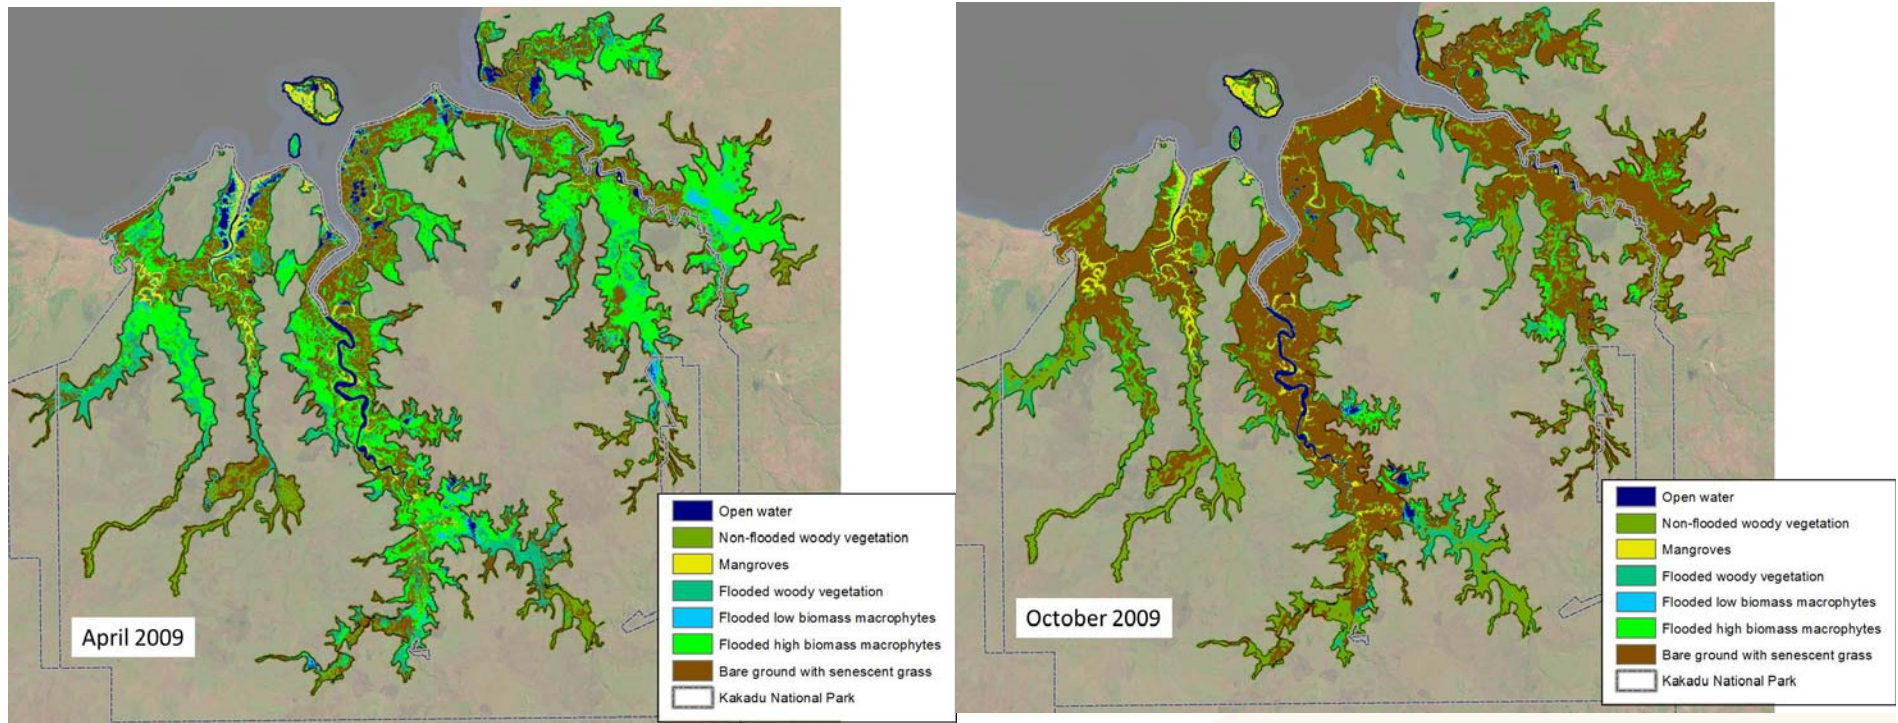 April 2009
Open water
Non-flooded woody vegetation
Mangroves
Flooded woody vegetation
Flooded low biomass macrophytes
Flooded high biomass macrophytes
Bare ground with senescent grass
Kakadu National Park
October 2009
Open water
Non-flooded woody vegetation
Mangroves
Flooded woody vegetation
Flooded low biomass macrophytes
Flooded high biomass macrophytes
Bare ground with senescent grass
Kakadu National Park